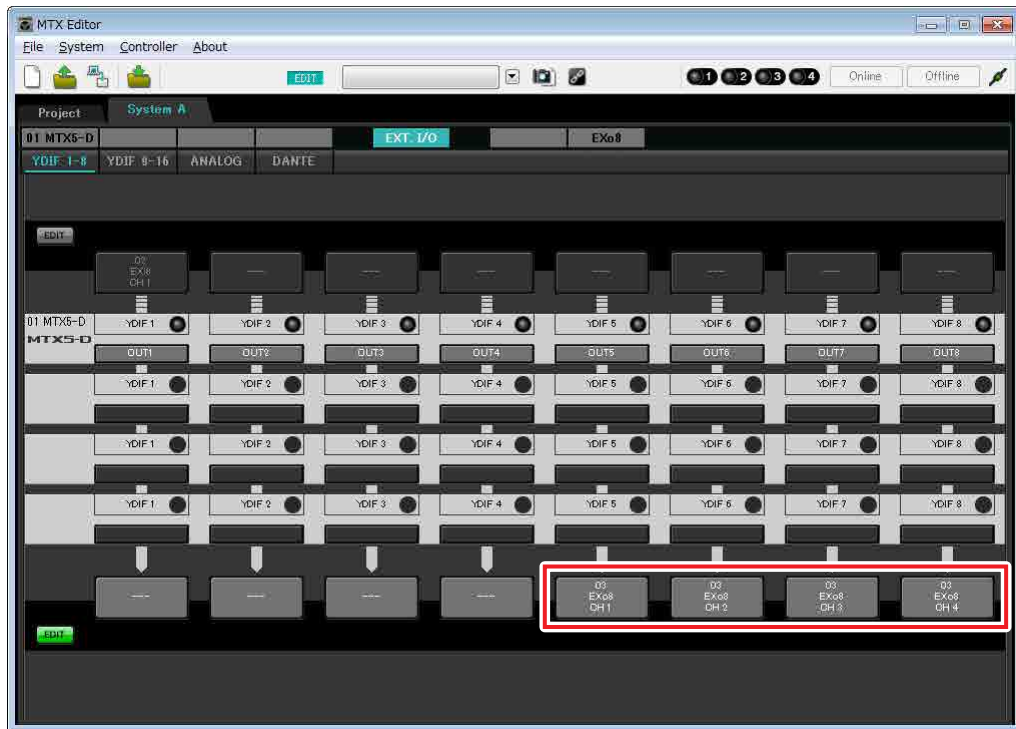 MTX Editor
File System Controller About
EDIT 1 2 3 4 Online Offline
Project System A
01 MTX5-D EXT. I/O EXo8
YDIF 1-8 YDIF 9-16 ANALOG DANTE
EDIT
02
EXi8
CH 1
--- --- --- --- --- --- ---
01 MTX5-D YDIF 1 YDIF 2 YDIF 3 YDIF 4 YDIF 5 YDIF 6 YDIF 7 YDIF 8
MTX5-D
OUT1 OUT2 OUT3 OUT4 OUT5 OUT6 OUT7 OUT8
YDIF 1 YDIF 2 YDIF 3 YDIF 4 YDIF 5 YDIF 6 YDIF 7 YDIF 8
YDIF 1 YDIF 2 YDIF 3 YDIF 4 YDIF 5 YDIF 6 YDIF 7 YDIF 8
YDIF 1 YDIF 2 YDIF 3 YDIF 4 YDIF 5 YDIF 6 YDIF 7 YDIF 8
--- --- --- ---
03
EXo8
CH 1
03
EXo8
CH 2
03
EXo8
CH 3
03
EXo8
CH 4
EDIT